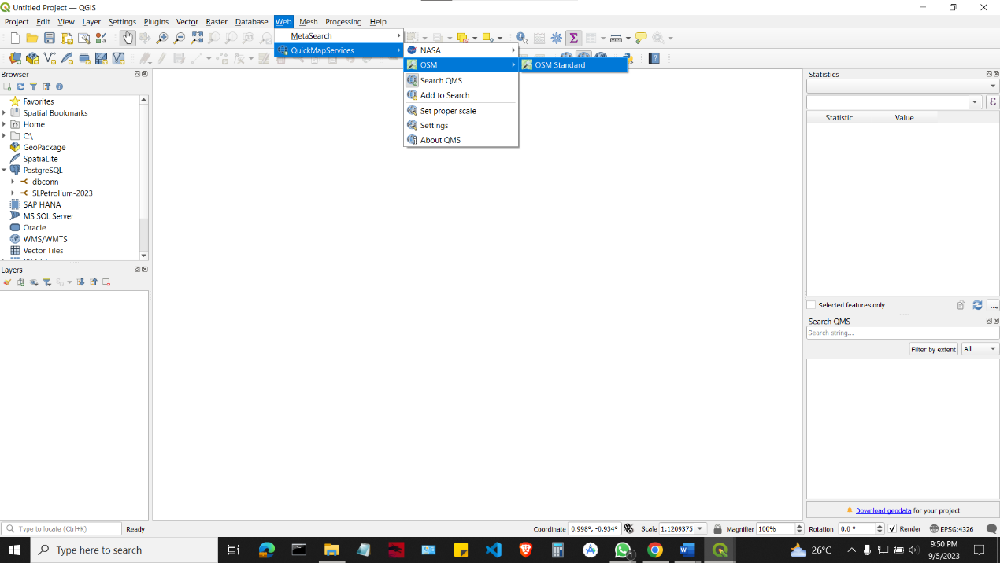 Untitled Project — QGIS
Project Edit View Layer Settings Plugins Vector Raster Database Web Mesh Processing Help
MetaSearch
QuickMapServices
NASA
OSM
OSM Standard
Search QMS
Add to Search
Set proper scale
Settings
About QMS
Browser
Favorites
Spatial Bookmarks
Home
C:\
GeoPackage
SpatiaLite
PostgreSQL
dbconn
SLPetrolium-2023
SAP HANA
MS SQL Server
Oracle
WMS/WMTS
Vector Tiles
Layers
Statistics
ε
Statistic Value
Selected features only
...
Search QMS
Search string...
Filter by extent All
Download geodata for your project
Type to locate (Ctrl+K) Ready Coordinate 0.998°, -0.934° Scale 1:1209375 Magnifier 100% Rotation 0.0 ° Render EPSG:4326
Type here to search 1 26°C 9:50 PM
9/5/2023